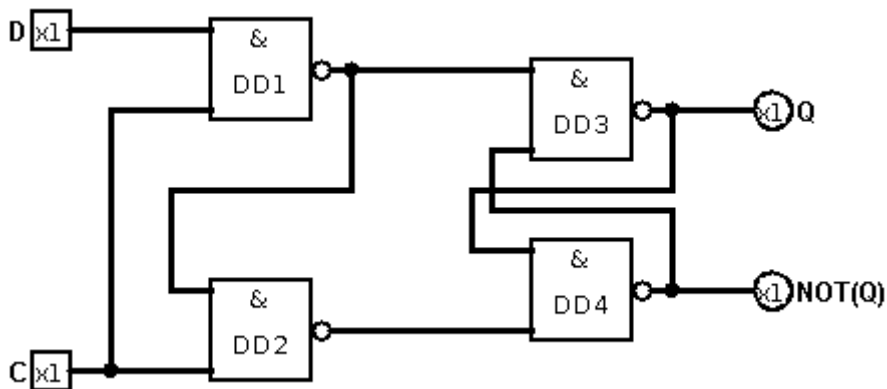 D x1
&
DD1
&
DD3
x1 Q
&
DD2
&
DD4
x1 NOT(Q)
C x1